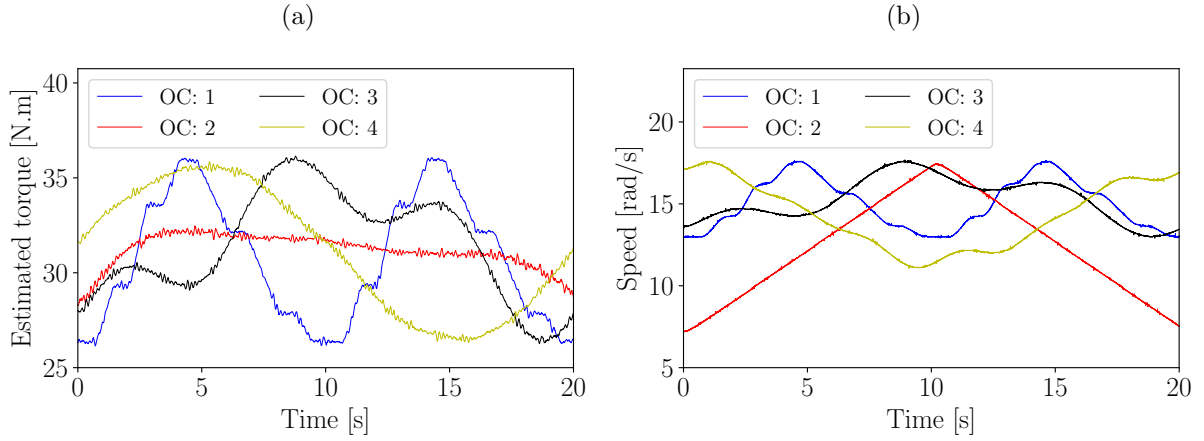 (a)
Estimated torque [N.m]
40
35
30
25
OC: 1
OC: 2
OC: 3
OC: 4
0
5
10
15
20
Time [s]
(b)
Speed [rad/s]
20
15
10
5
OC: 1
OC: 2
OC: 3
OC: 4
0
5
10
15
20
Time [s]